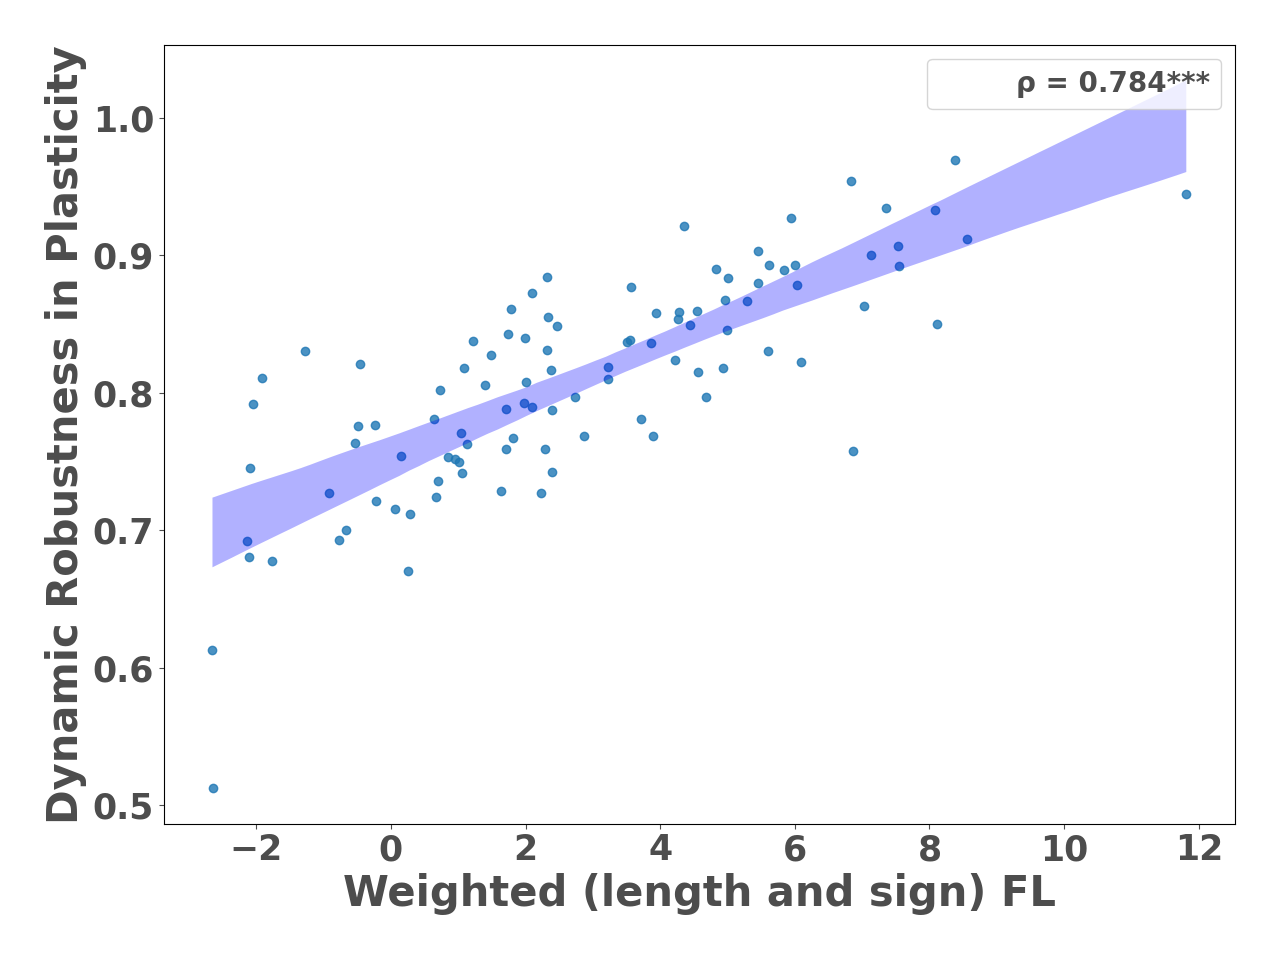 ρ = 0.784***
Dynamic Robustness in Plasticity
1.0
0.9
0.8
0.7
0.6
0.5
−2 0 2 4 6 8 10 12
Weighted (length and sign) FL